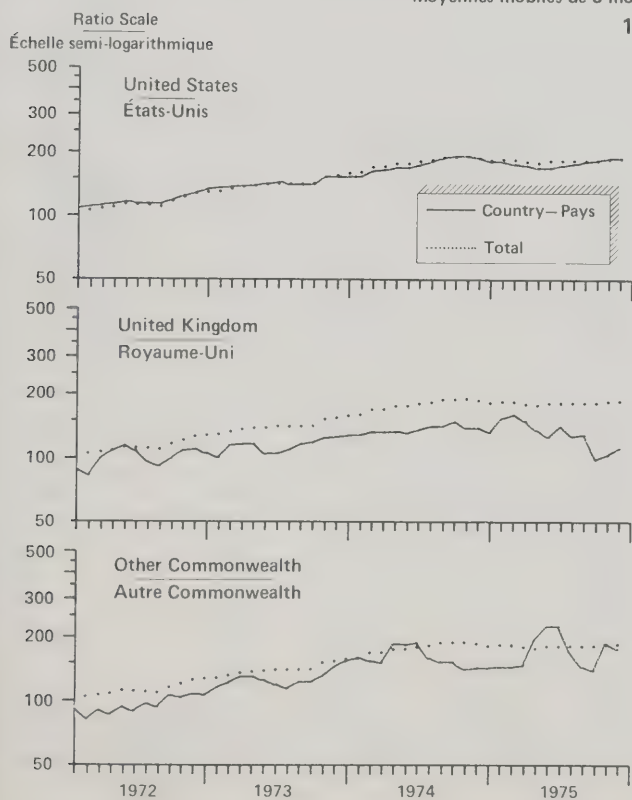 Ratio Scale
Échelle semi-logarithmique
1
500
300
200
100
50
United States
États-Unis
Country–Pays
Total
500
300
200
100
50
United Kingdom
Royaume-Uni
500
300
200
100
50
Other Commonwealth
Autre Commonwealth
1972
1973
1974
1975